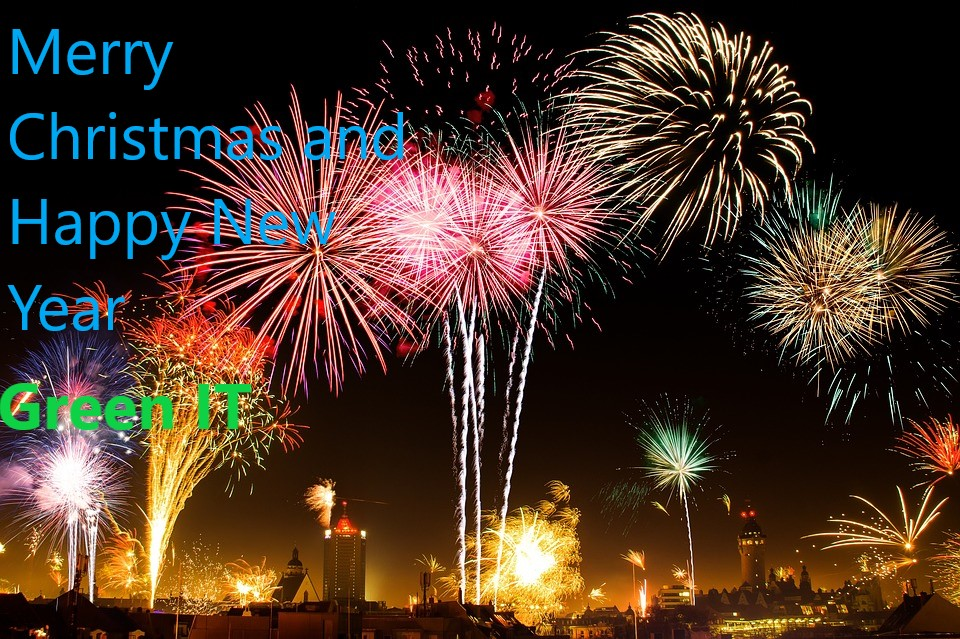 Merry
Christmas and
Happy New
Year
Green IT